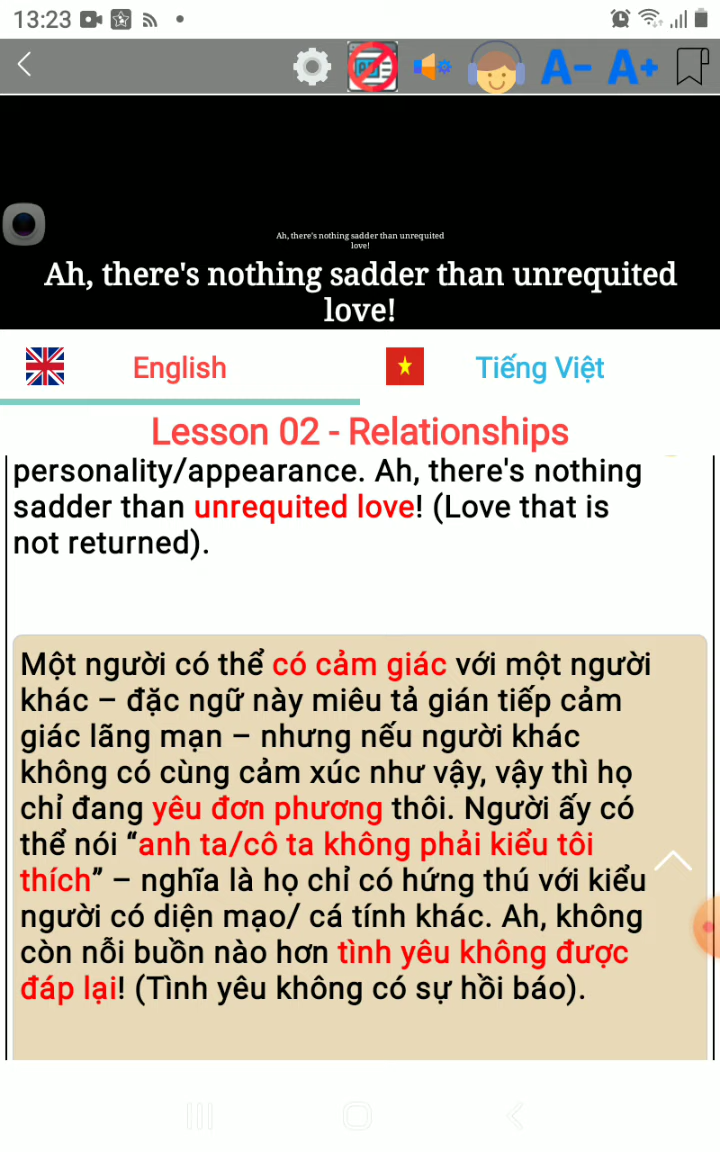 13:23
A- A+
Ah, there's nothing sadder than unrequited
love!
Ah, there's nothing sadder than unrequited
love!
English Tiếng Việt
Lesson 02 - Relationships
personality/appearance. Ah, there's nothing
sadder than unrequited love! (Love that is
not returned).
Một người có thể có cảm giác với một người
khác – đặc ngữ này miêu tả gián tiếp cảm
giác lãng mạn – nhưng nếu người khác
không có cùng cảm xúc như vậy, vậy thì họ
chỉ đang yêu đơn phương thôi. Người ấy có
thể nói “anh ta/cô ta không phải kiểu tôi
thích” – nghĩa là họ chỉ có hứng thú với kiểu
người có diện mạo/ cá tính khác. Ah, không
còn nỗi buồn nào hơn tình yêu không được
đáp lại! (Tình yêu không có sự hồi báo).